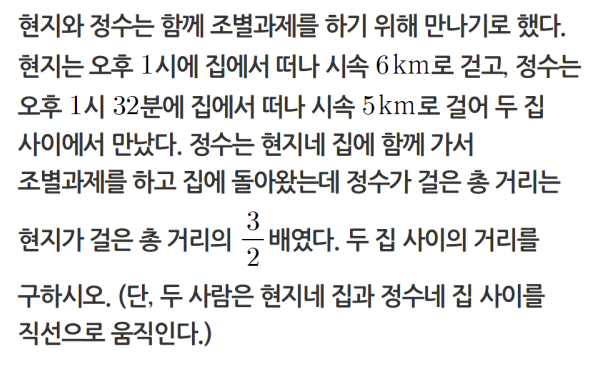 현지와 정수는 함께 조별과제를 하기 위해 만나기로 했다.
현지는 오후 1시에 집에서 떠나 시속 6km로 걷고, 정수는
오후 1시 32분에 집에서 떠나 시속 5km로 걸어 두 집
사이에서 만났다. 정수는 현지네 집에 함께 가서
조별과제를 하고 집에 돌아왔는데 정수가 걸은 총 거리는
현지가 걸은 총 거리의 3/2 배였다. 두 집 사이의 거리를
구하시오. (단, 두 사람은 현지네 집과 정수네 집 사이를
직선으로 움직인다.)